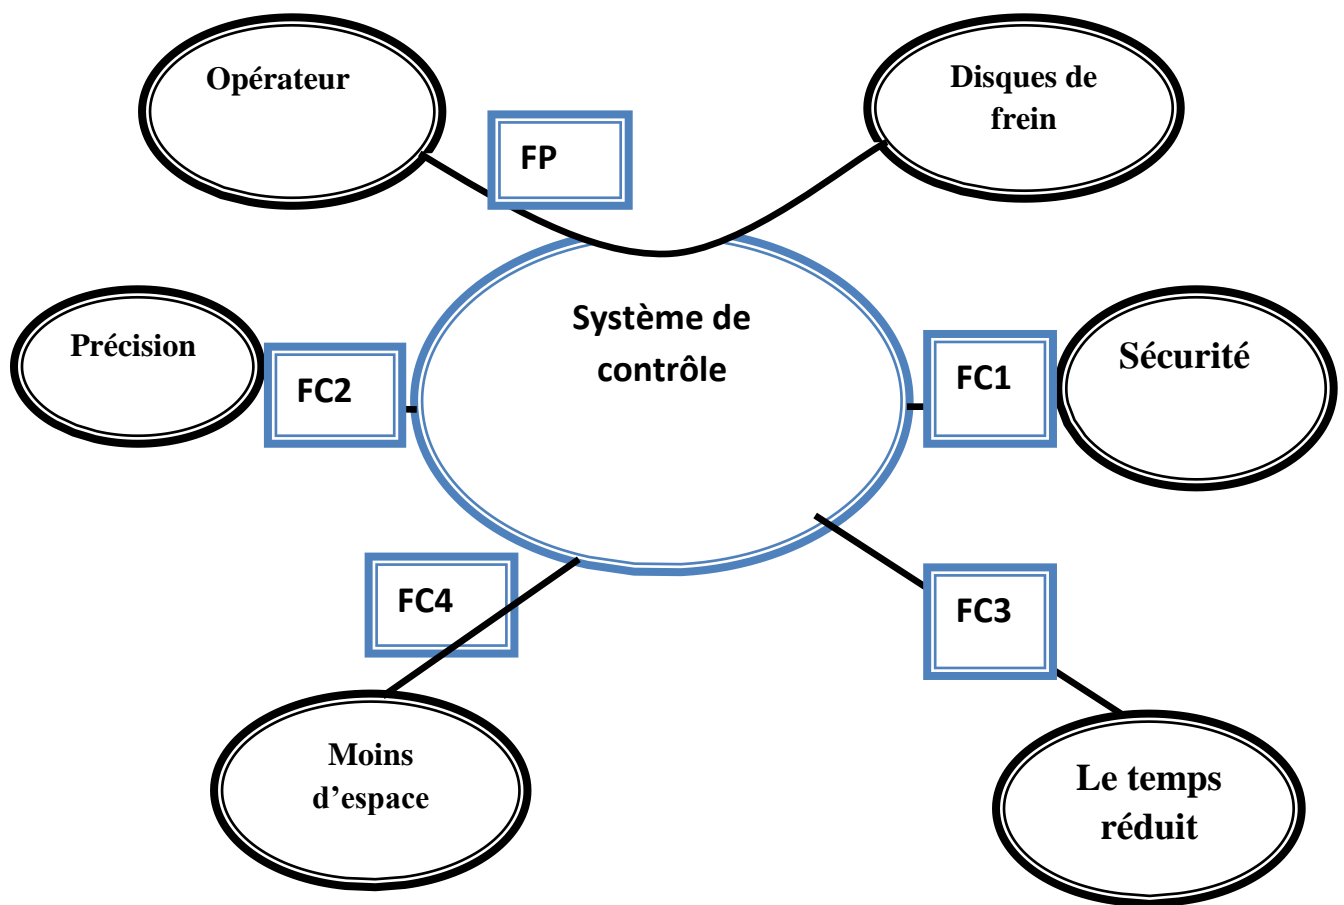 Opérateur
Disques de
frein
FP
Système de
contrôle
Précision
FC2
FC1
Sécurité
FC4
FC3
Moins
d’espace
Le temps
réduit